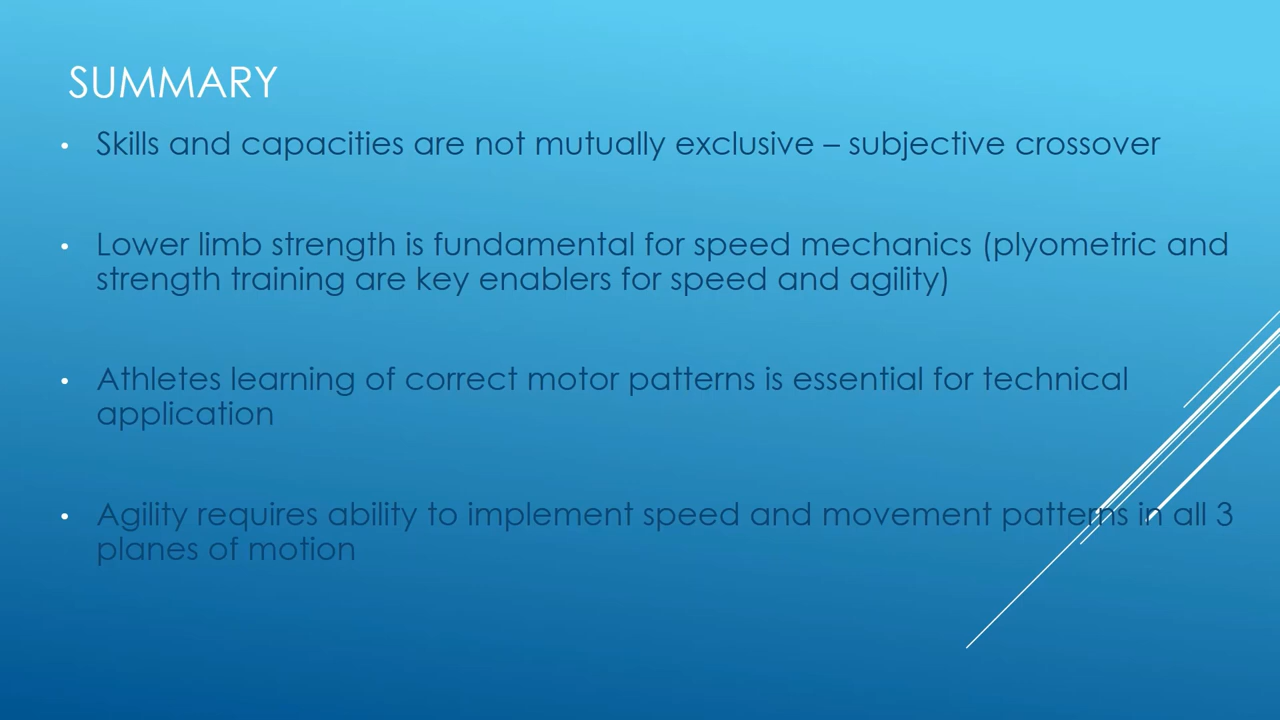 SUMMARY
• Skills and capacities are not mutually exclusive – subjective crossover
• Lower limb strength is fundamental for speed mechanics (plyometric and
strength training are key enablers for speed and agility)
• Athletes learning of correct motor patterns is essential for technical
application
• Agility requires ability to implement speed and movement patterns in all 3
planes of motion